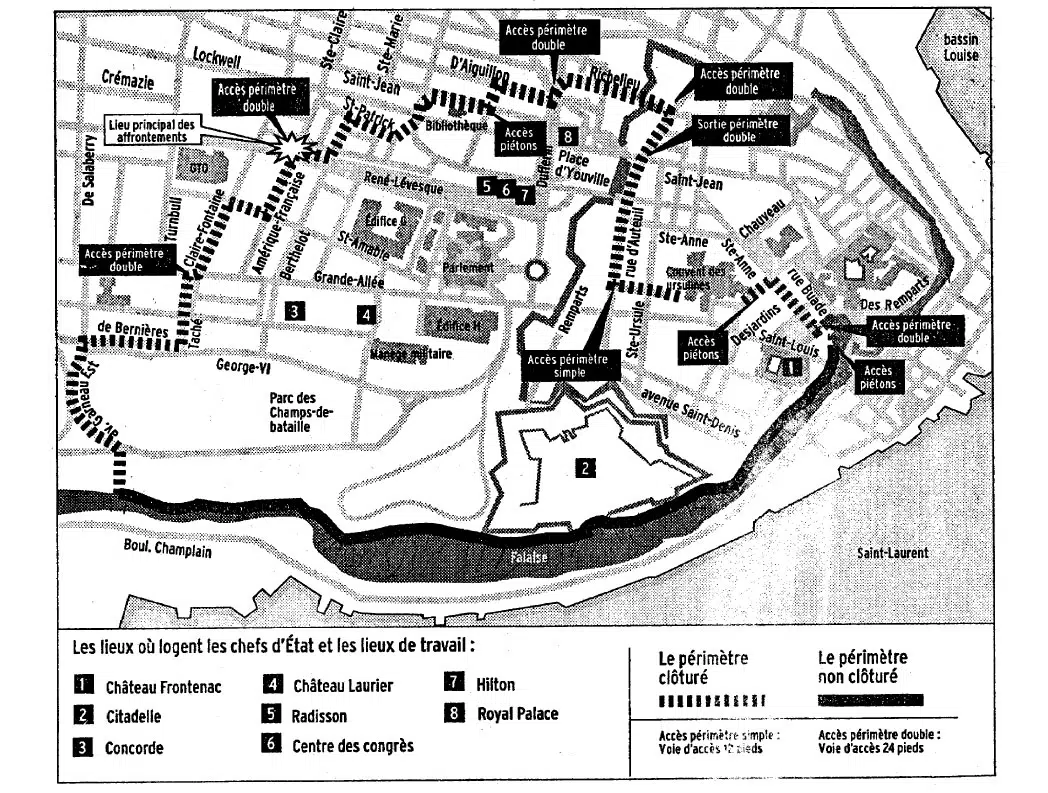 Ste-Claire
Ste-Marie
Lockwell
Saint-Jean
Crémazie
D'Aiguillon
Richelieu
bassin
Louise
Accès périmètre
double
Accès périmètre
double
Accès périmètre
double
Sortie périmètre
double
Lieu principal des
affrontements
St-Patrick
Bibliothèque
Accès
piétons
8
Dufferin
Place
d'Youville
De Salaberry
GTO
Turnbull
Claire-Fontaine
Amérique-Française
Berthelot
René-Lévesque
5
6
7
Saint-Jean
Édifice G
St-Amable
Parlement
Grande-Allée
Accès périmètre
double
3
4
Édifice H
Manège militaire
de Bernières
Taché
George-VI
av. Garneau Est
Parc des
Champs-de-
bataille
Remparts
rue d'Auteuil
Ste-Anne
Ste-Anne
Chauveau
Couvent des
ursulines
rue Buade
Des Remparts
Ste-Ursule
Desjardins
Saint-Louis
1
Accès
piétons
Accès périmètre
double
Accès
piétons
Accès périmètre
simple
avenue Saint-Denis
2
Boul. Champlain
Falaise
Saint-Laurent
Les lieux où logent les chefs d'État et les lieux de travail :
1 Château Frontenac
2 Citadelle
3 Concorde
4 Château Laurier
5 Radisson
6 Centre des congrès
7 Hilton
8 Royal Palace
Le périmètre
clôturé
Le périmètre
non clôturé
Accès périmètre simple :
Voie d'accès 12 pieds
Accès périmètre double :
Voie d'accès 24 pieds